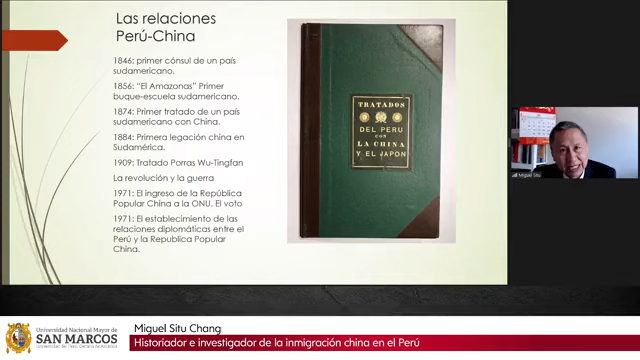 Las relaciones
Perú-China
1846: primer cónsul de un país
sudamericano.
1856: "El Amazonas" Primer
buque-escuela sudamericano.
1874: Primer tratado de un país
sudamericano con China.
1884: Primera legación china en
Sudamérica.
1909: Tratado Porras Wu-Tingfan
La revolución y la guerra
1971: El ingreso de la República
Popular China a la ONU. El voto
1971: El establecimiento de las
relaciones diplomáticas entre el
Perú y la Republica Popular
China.
TRATADOS
DEL PERU
CON
LA CHINA
Y EL JAPON
Miguel Situ
Universidad Nacional Mayor de
SAN MARCOS
Miguel Situ Chang
Historiador e investigador de la inmigración china en el Perú